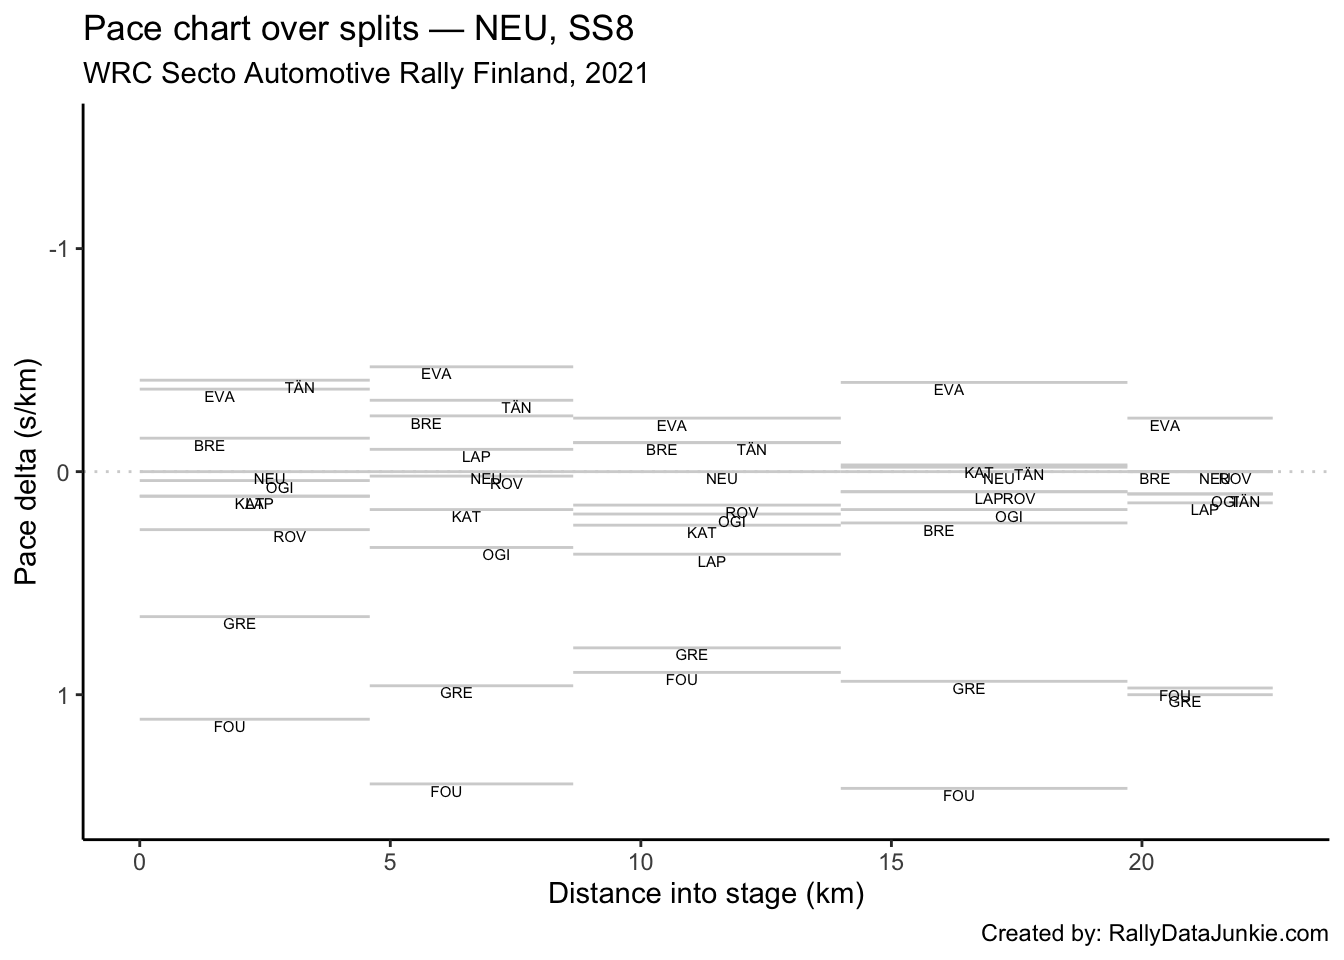 Pace chart over splits — NEU, SS8
WRC Secto Automotive Rally Finland, 2021
Pace delta (s/km)
-1
0
1
EVA
TÄN
BRE
NEU
OGI
KAT
LAP
ROV
GRE
FOU
EVA
TÄN
BRE
LAP
NEU
ROV
KAT
OGI
GRE
FOU
EVA
BRE
TÄN
NEU
ROV
OGI
KAT
LAP
GRE
FOU
EVA
KAT
TÄN
NEU
LAP
ROV
OGI
BRE
GRE
FOU
EVA
BRE
NEU
ROV
OGI
TÄN
LAP
FOU
GRE
0 5 10 15 20
Distance into stage (km)
Created by: RallyDataJunkie.com